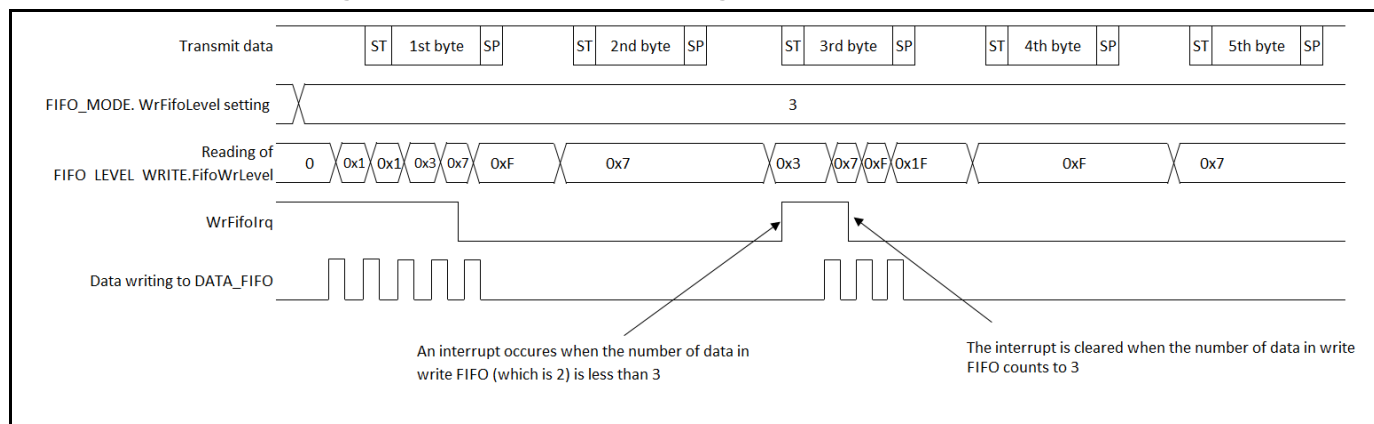 Transmit data ST 1st byte SP ST 2nd byte SP ST 3rd byte SP ST 4th byte SP ST 5th byte SP
FIFO_MODE. WrFifoLevel setting 3
Reading of
FIFO LEVEL WRITE.FifoWrLevel 0 0x1 0x1 0x3 0x7 0xF 0x7 0x3 0x7 0xF 0x1F 0xF 0x7
WrFifoIrq
Data writing to DATA_FIFO
An interrupt occures when the number of data in
write FIFO (which is 2) is less than 3
The interrupt is cleared when the number of data in write
FIFO counts to 3